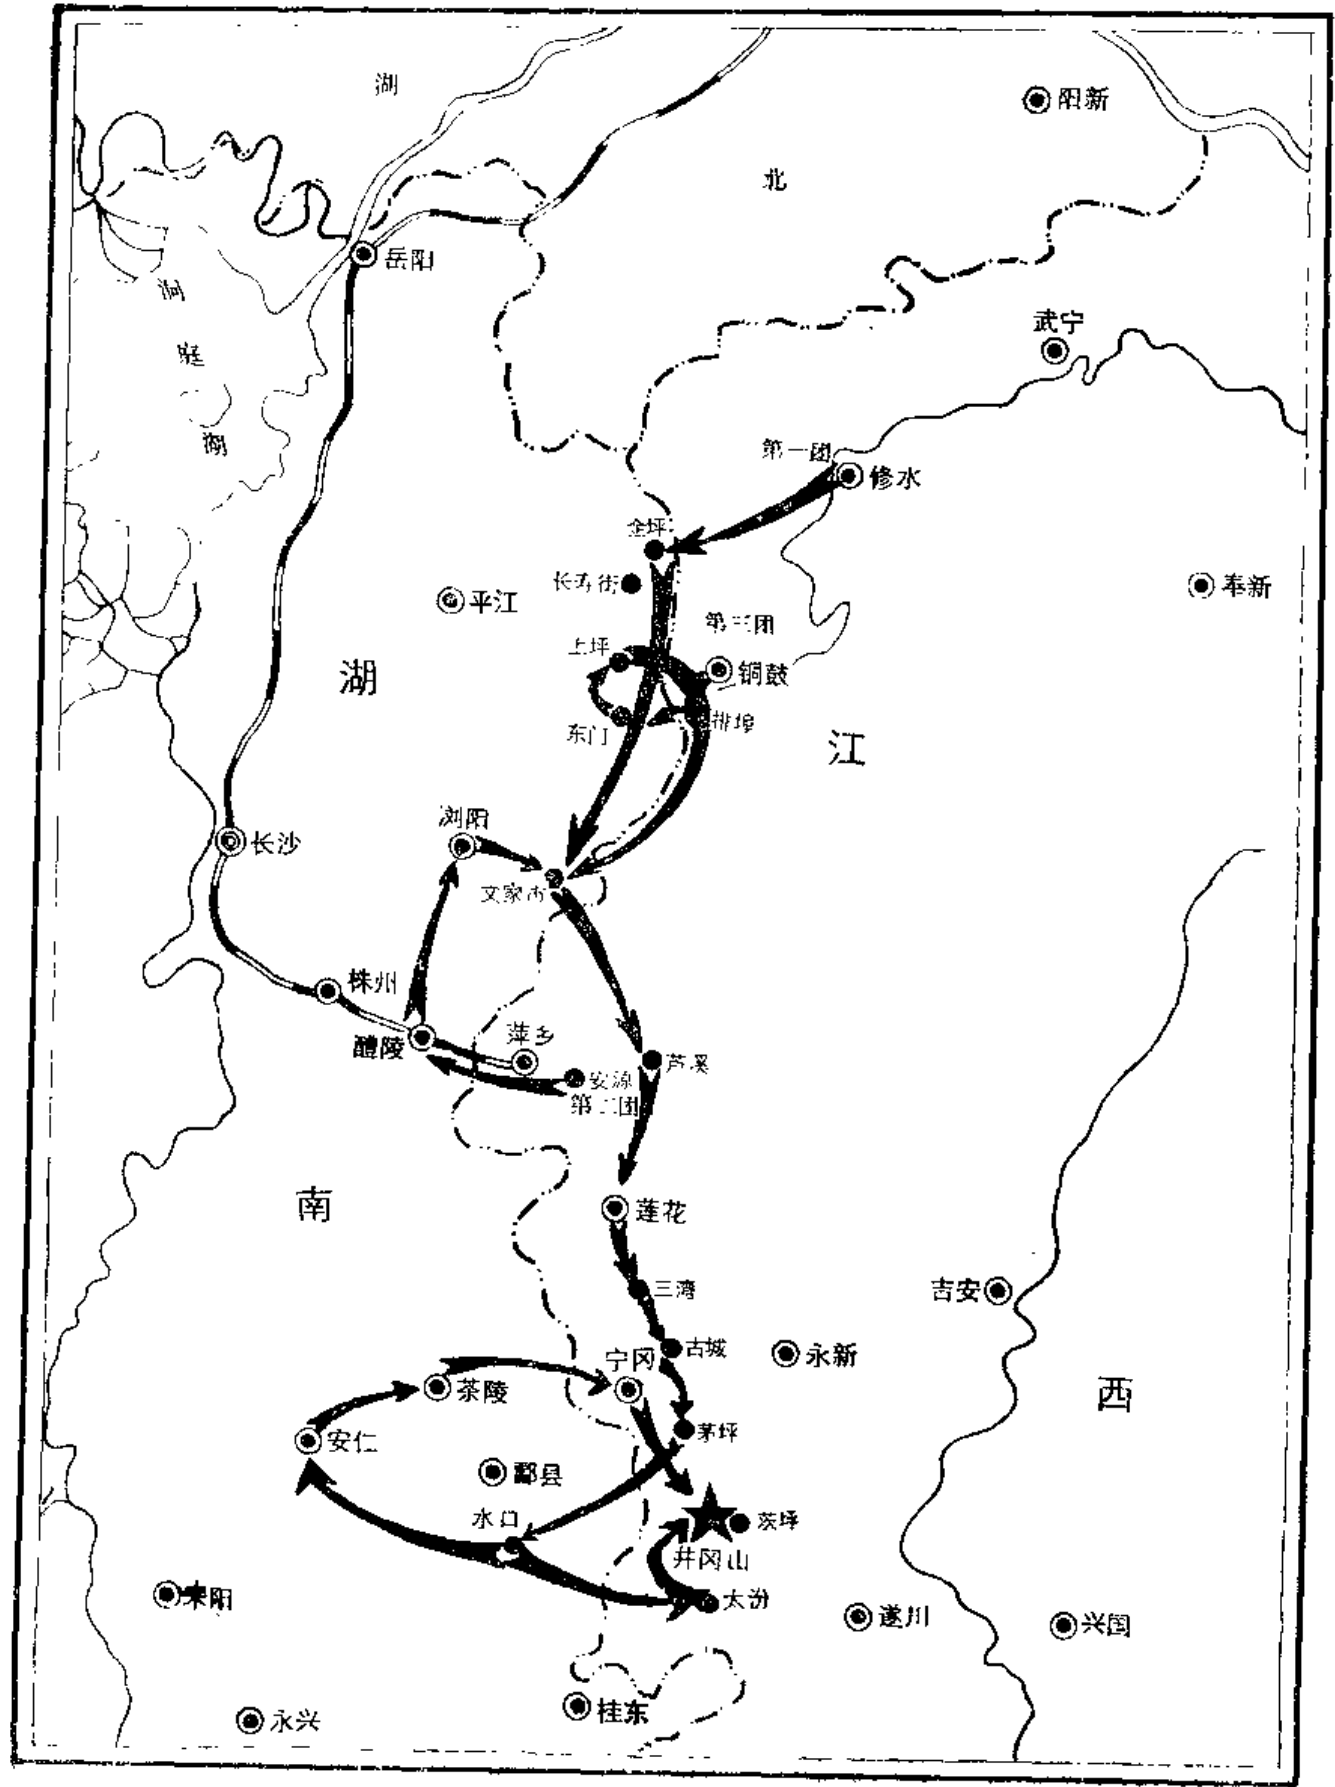 湖
阳新
北
岳阳
洞
庭
湖
武宁
第一团
修水
金坪
长寿街
平江
奉新
第三团
上坪
铜鼓
湖
东门
排埠
江
浏阳
长沙
文家市
株州
醴陵
萍乡
安源
芦溪
第二团
南
莲花
三湾
吉安
古城
永新
宁冈
茶陵
西
安仁
茅坪
酃县
水口
茨坪
井冈山
耒阳
大汾
遂川
兴国
桂东
永兴